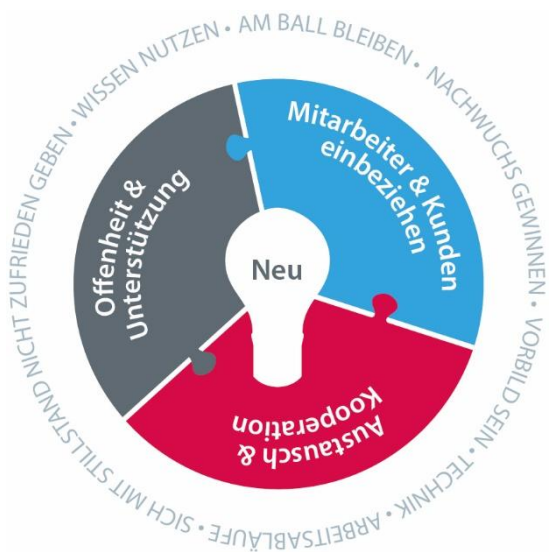 WISSEN NUTZEN • AM BALL BLEIBEN • NACHWUCHS GEWINNEN • VORBILD SEIN • TECHNIK • ARBEITSABLÄUFE • SICH MIT STILLSTAND NICHT ZUFRIEDEN GEBEN •
Mitarbeiter & Kunden
einbeziehen
Offenheit &
Unterstützung
Neu
Austausch &
Kooperation